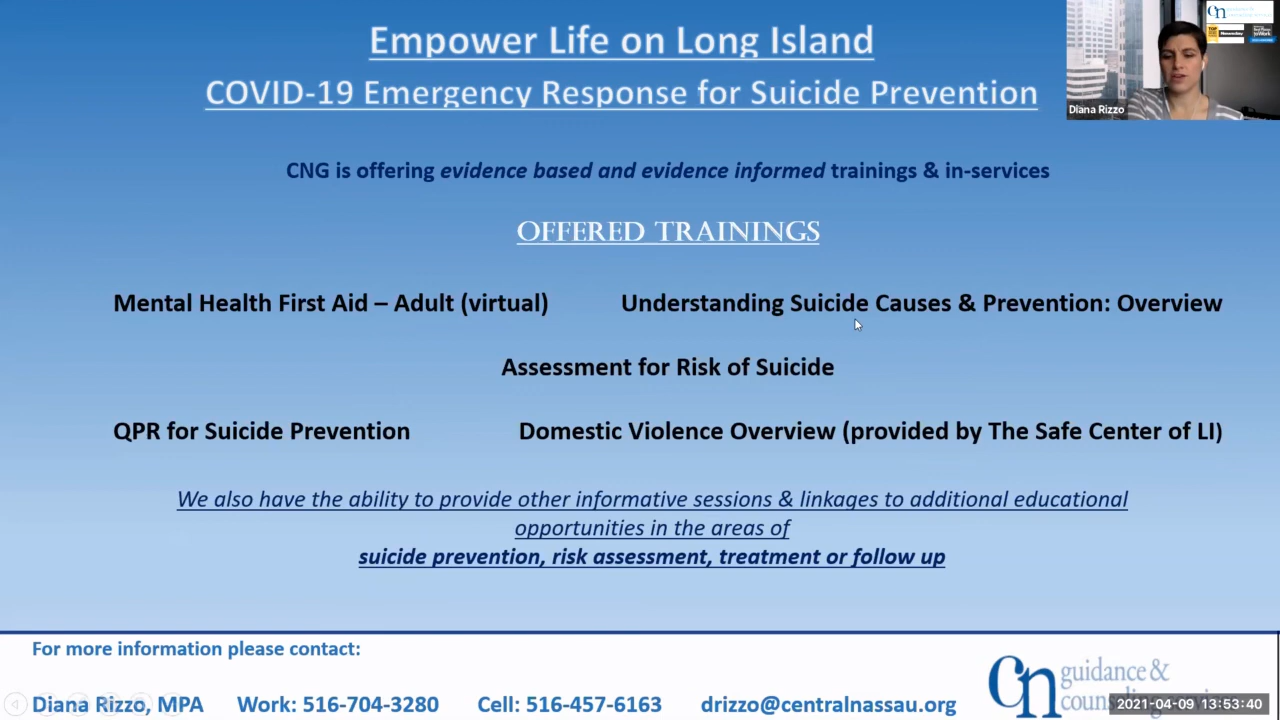 Empower Life on Long Island
COVID-19 Emergency Response for Suicide Prevention
Diana Rizzo
CNG is offering evidence based and evidence informed trainings & in-services
OFFERED TRAININGS
Mental Health First Aid – Adult (virtual)
Understanding Suicide Causes & Prevention: Overview
Assessment for Risk of Suicide
QPR for Suicide Prevention
Domestic Violence Overview (provided by The Safe Center of LI)
We also have the ability to provide other informative sessions & linkages to additional educational
opportunities in the areas of
suicide prevention, risk assessment, treatment or follow up
For more information please contact:
Diana Rizzo, MPA Work: 516-704-3280 Cell: 516-457-6163 drizzo@centralnassau.org
cn guidance &
2021-04-09 13:53:40